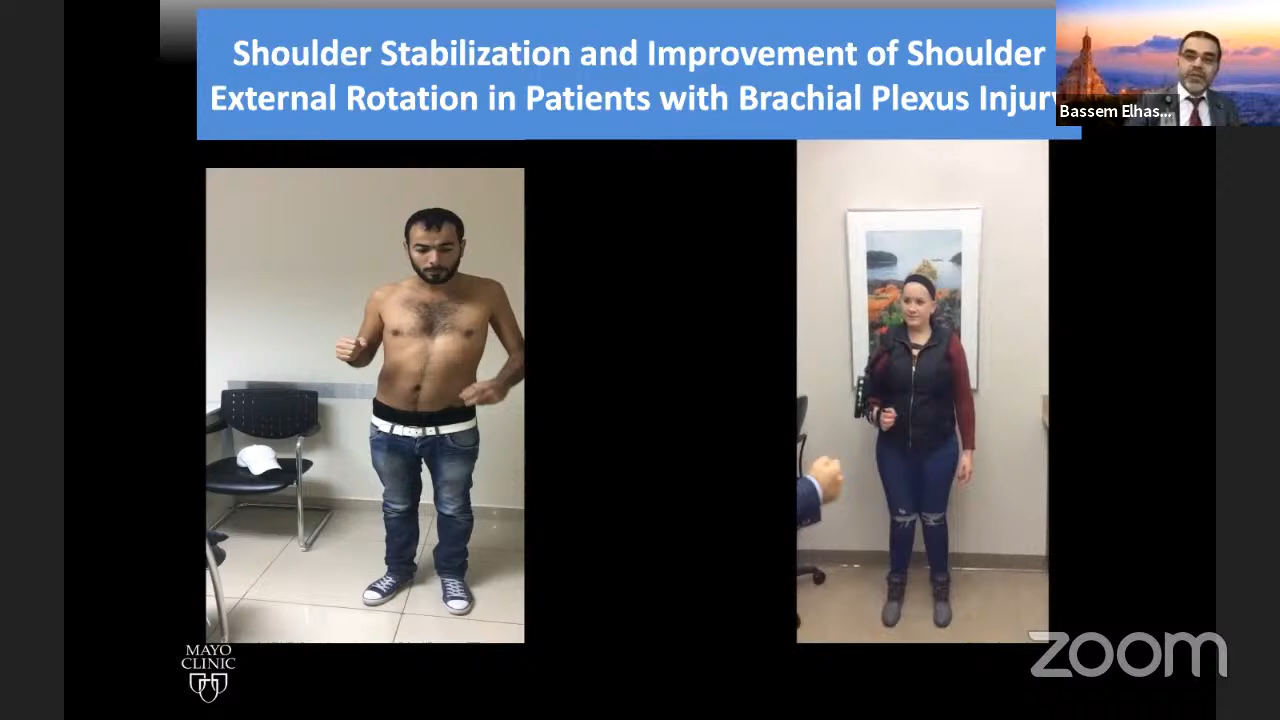 Shoulder Stabilization and Improvement of Shoulder
External Rotation in Patients with Brachial Plexus Injury
Bassem Elhas...
MAYO
CLINIC
zoom